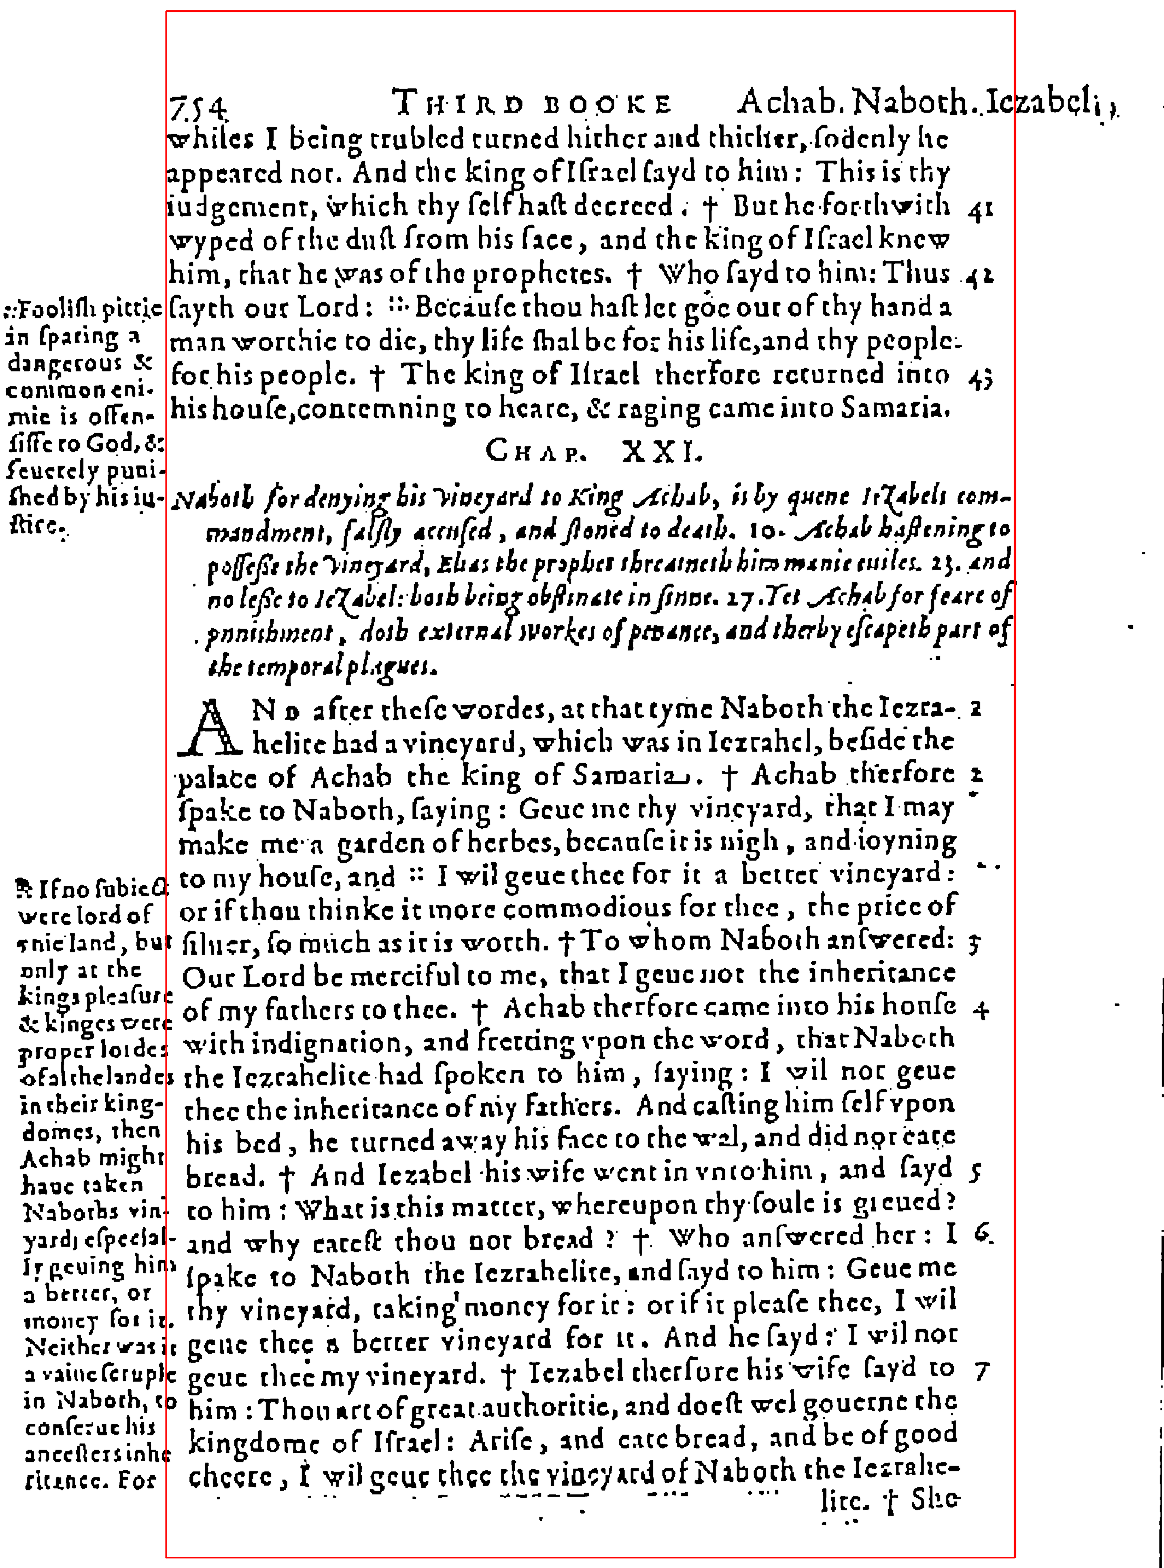 754 THIRD BOOKE Achab. Naboth. Iezabel.
whiles I being trubled turned hither and thither, ſodenly he
appeared not. And the king of Iſrael ſayd to him: This is thy
iudgement, which thy ſelf haſt decreed. † But he forthwith 41
wyped of the duſt from his face, and the king of Iſrael knew
him, that he was of the prophetes. † Who ſayd to him: Thus 42
ſayth our Lord: :: Becauſe thou haſt let goe out of thy hand a
man worthie to die, thy life ſhal be for his life, and thy people
for his people. † The king of Iſrael therfore returned into 43
his houſe, contemning to heare, & raging came into Samaria.
::Fooliſh pittie
in ſparing a
dangerous &
common eni-
mie is offen-
ſiue to God, &
ſeuerely puni-
ſhed by his iu-
ſtice.
CHAP. XXI.
Naboth for denying his vineyard to King Achab, is by quene Iezabels com-
mandment, falſly accuſed, and ſtoned to death. 10. Achab haſtening to
poſſeſſe the vineyard, Elias the prophet threatneth him manie euiles. 23. and
no leſſe to Iezabel: both being obſtinate in ſinne. 27. Yet Achab for feare of
puniſhment, doth external workes of penance, and therby eſcapeth part of
the temporal plagues.
AND after theſe wordes, at that tyme Naboth the Iezra- 1
helite had a vineyard, which was in Iezrahel, beſide the
palace of Achab the king of Samaria. † Achab therfore 2
ſpake to Naboth, ſaying: Geue me thy vineyard, that I may
make me a garden of herbes, becauſe it is nigh, and ioyning
to my houſe, and :: I wil geue thee for it a better vineyard:
or if thou thinke it more commodious for thee, the price of
ſiluer, ſo much as it is worth. † To whom Naboth anſwered: 3
Our Lord be merciful to me, that I geue not the inheritance
of my fathers to thee. † Achab therfore came into his houſe 4
with indignation, and fretting vpon the word, that Naboth
the Iezrahelite had ſpoken to him, ſaying: I wil not geue
thee the inheritance of my fathers. And caſting him ſelf vpon
his bed, he turned away his face to the wal, and did not eate
bread. † And Iezabel his wife went in vnto him, and ſayd 5
to him: What is this matter, whereupon thy ſoule is greued?
and why eateſt thou not bread? † Who anſwered her: I 6.
ſpake to Naboth the Iezrahelite, and ſayd to him: Geue me
thy vineyard, taking money for it: or if it pleaſe thee, I wil
geue thee a better vineyard for it. And he ſayd: I wil not
geue thee my vineyard. † Iezabel therfore his wife ſayd to 7
him: Thou art of great authoritie, and doeſt wel gouerne the
kingdome of Iſrael: Ariſe, and eate bread, and be of good
cheere, I wil geue thee the vineyard of Naboth the Iezrahe-
lite. † She
:: If no ſubiect
were lord of
anie land, but
only at the
kings pleaſure
& kinges were
proper lordes
of al the landes
in their king-
domes, then
Achab might
haue taken
Naboths vin-
yard, eſpecial-
ly geuing him
a better, or
money for it.
Neither was it
a vaine ſcruple
in Naboth, to
conſerue his
anceſters inhe
ritance. For